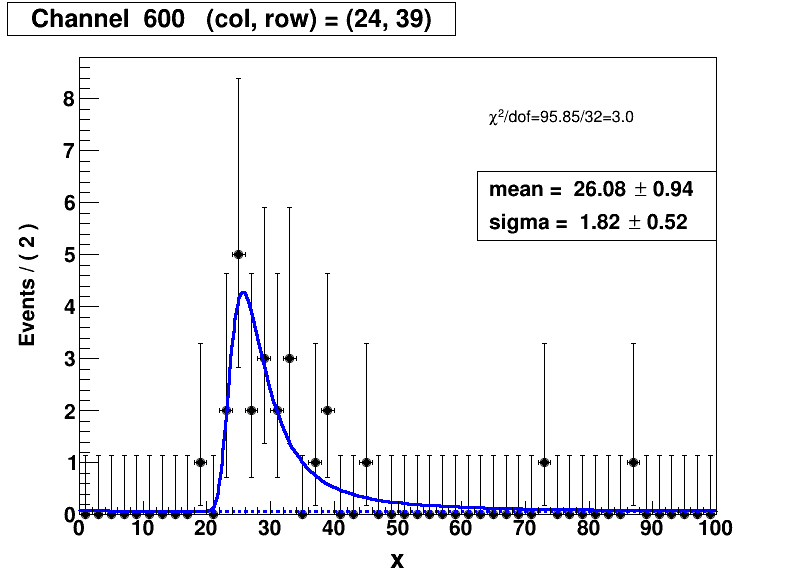 Channel  600   (col, row) = (24, 39)
χ²/dof=95.85/32=3.0
mean =  26.08 ± 0.94
sigma =  1.82 ± 0.52
Events / ( 2 )
8
7
6
5
4
3
2
1
0
0 10 20 30 40 50 60 70 80 90 100
x